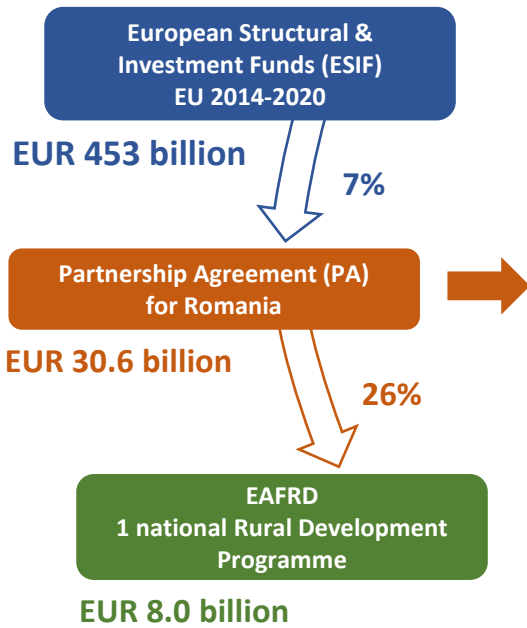 European Structural &
Investment Funds (ESIF)
EU 2014-2020
EUR 453 billion
7%
Partnership Agreement (PA)
for Romania
EUR 30.6 billion
26%
EAFRD
1 national Rural Development
Programme
EUR 8.0 billion